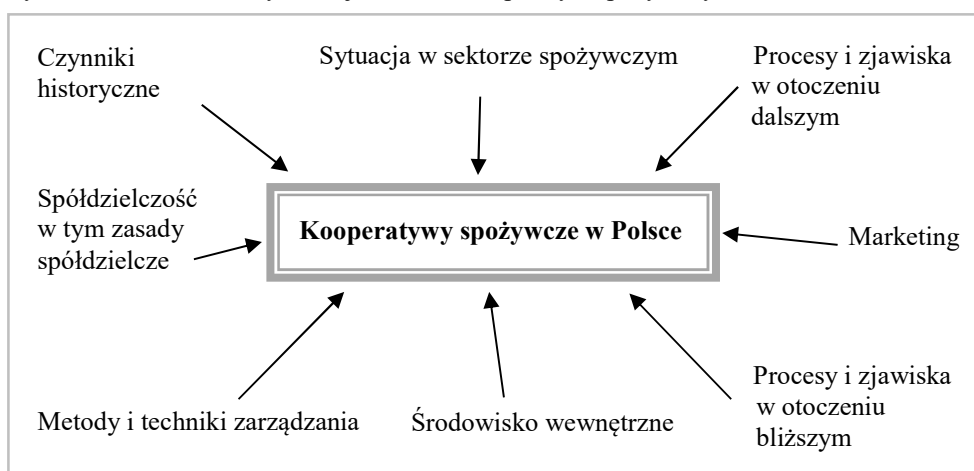 Czynniki
historyczne
Sytuacja w sektorze spożywczym
Procesy i zjawiska
w otoczeniu
dalszym
Spółdzielczość
w tym zasady
spółdzielcze
Kooperatywy spożywcze w Polsce
Marketing
Metody i techniki zarządzania
Środowisko wewnętrzne
Procesy i zjawiska
w otoczeniu
bliższym